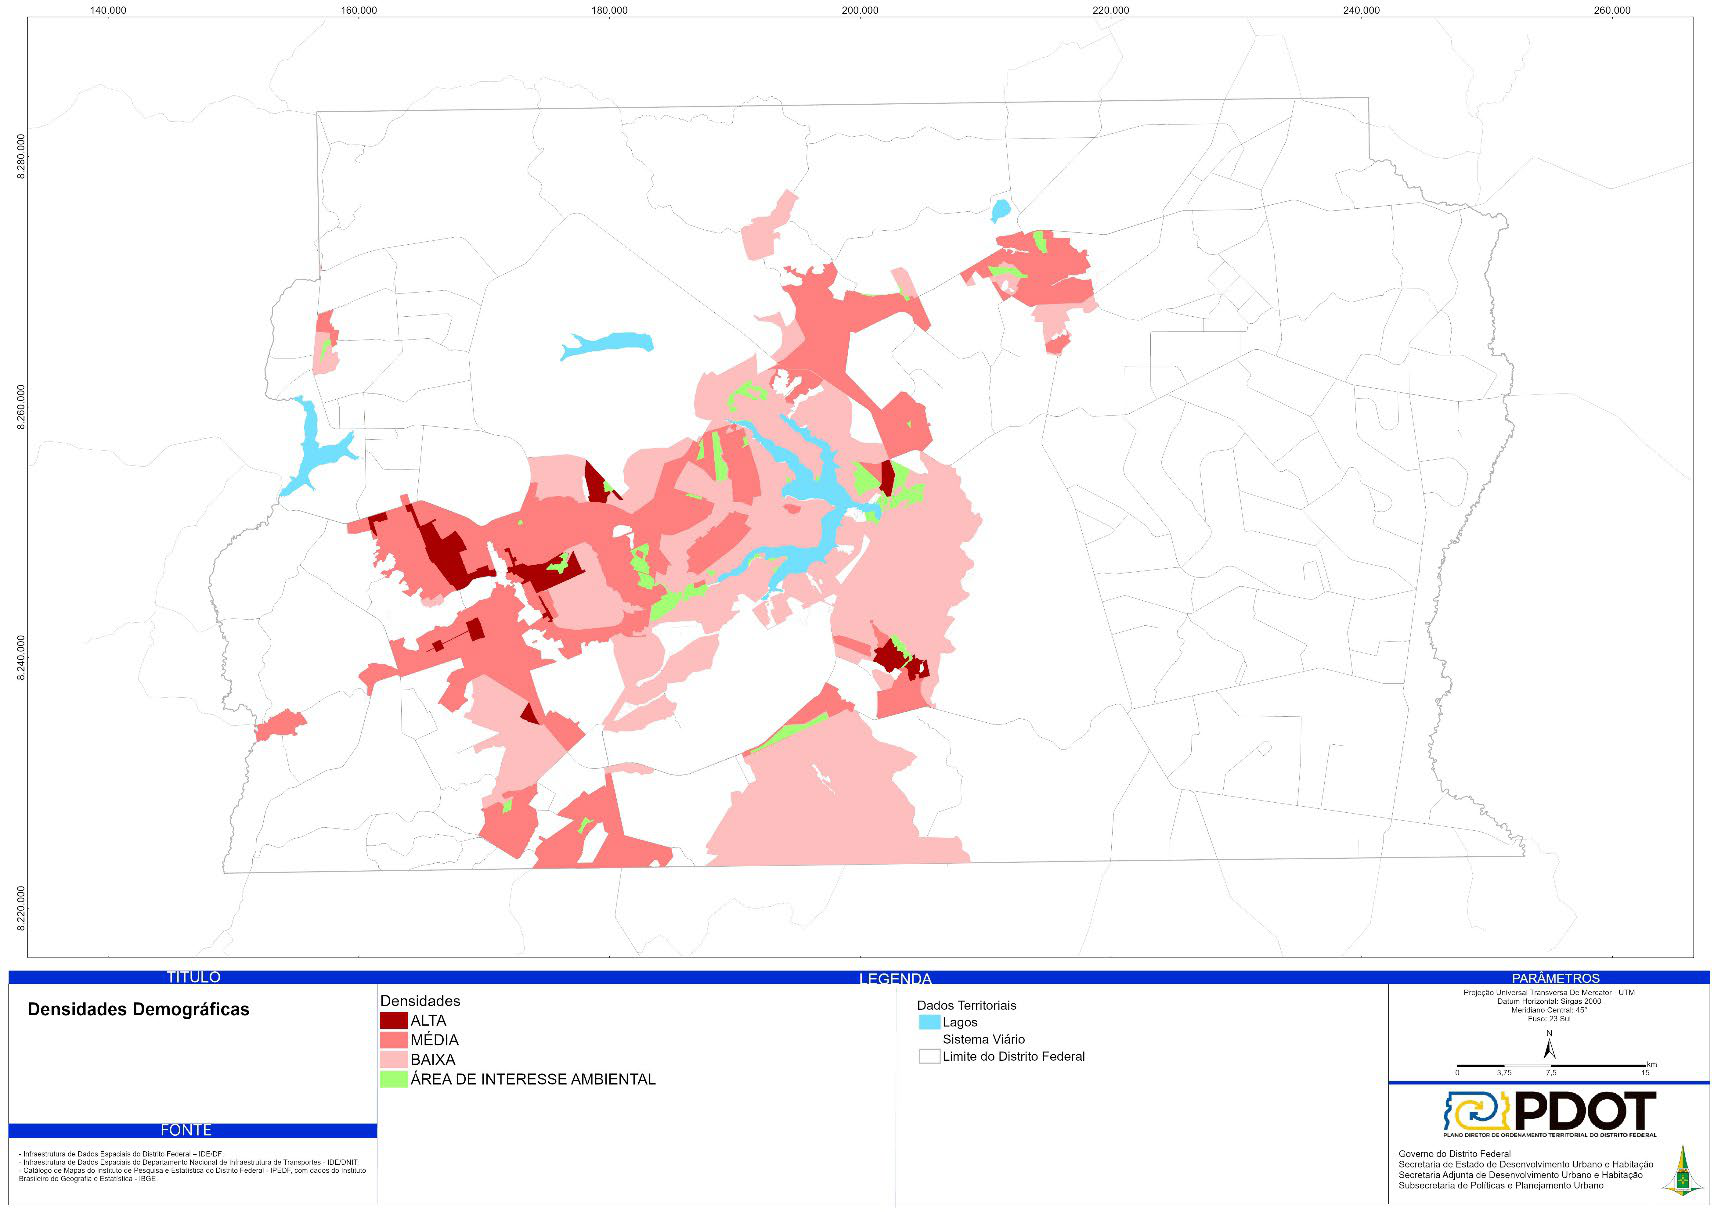 140.000
160.000
180.000
200.000
220.000
240.000
260.000
8.280.000
8.260.000
8.240.000
8.220.000
TÍTULO
Densidades Demográficas
FONTE
- Infraestrutura de Dados Espaciais do Distrito Federal – IDE/DF
- Infraestrutura de Dados Espaciais do Departamento Nacional de Infraestrutura de Transportes - IDE/DNIT
- Catálogo de Mapas do Instituto de Pesquisa e Estatística do Distrito Federal - IPEDF, com dados do Instituto
Brasileiro de Geografia e Estatística - IBGE
LEGENDA
Densidades
ALTA
MÉDIA
BAIXA
ÁREA DE INTERESSE AMBIENTAL
Dados Territoriais
Lagos
Sistema Viário
Limite do Distrito Federal
PARÂMETROS
Projeção Universal Transversa De Mercator - UTM
Datum Horizontal: Sirgas 2000
Meridiano Central: 45°
Fuso: 23 Sul
N
km
0 3,75 7,5 15
PDOT
PLANO DIRETOR DE ORDENAMENTO TERRITORIAL DO DISTRITO FEDERAL
Governo do Distrito Federal
Secretaria de Estado de Desenvolvimento Urbano e Habitação
Secretaria Adjunta de Desenvolvimento Urbano e Habitação
Subsecretaria de Políticas e Planejamento Urbano